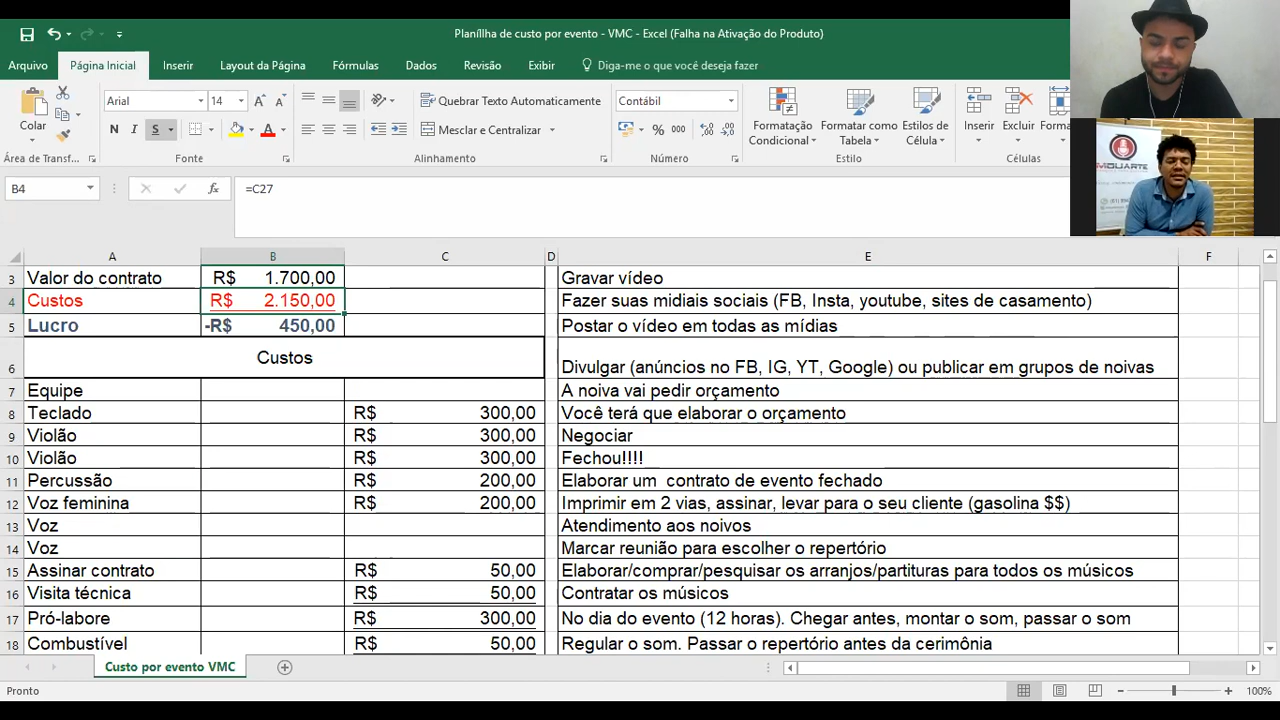 Planíllha de custo por evento - VMC - Excel (Falha na Ativação do Produto)
Arquivo Página Inicial Inserir Layout da Página Fórmulas Dados Revisão Exibir Diga-me o que você deseja fazer
Colar
Arial 14
N I S
Quebrar Texto Automaticamente
Mesclar e Centralizar
Contábil
% 000
Formatação Condicional
Formatar como Tabela
Estilos de Célula
Inserir Excluir Forma
Área de Transf... Fonte Alinhamento Número Estilo Células
MDUARTE
B4 =C27
A B C D E F
3 Valor do contrato R$ 1.700,00 Gravar vídeo
4 Custos R$ 2.150,00 Fazer suas midiais sociais (FB, Insta, youtube, sites de casamento)
5 Lucro -R$ 450,00 Postar o vídeo em todas as mídias
6 Custos Divulgar (anúncios no FB, IG, YT, Google) ou publicar em grupos de noivas
7 Equipe A noiva vai pedir orçamento
8 Teclado R$ 300,00 Você terá que elaborar o orçamento
9 Violão R$ 300,00 Negociar
10 Violão R$ 300,00 Fechou!!!!
11 Percussão R$ 200,00 Elaborar um contrato de evento fechado
12 Voz feminina R$ 200,00 Imprimir em 2 vias, assinar, levar para o seu cliente (gasolina $$)
13 Voz Atendimento aos noivos
14 Voz Marcar reunião para escolher o repertório
15 Assinar contrato R$ 50,00 Elaborar/comprar/pesquisar os arranjos/partituras para todos os músicos
16 Visita técnica R$ 50,00 Contratar os músicos
17 Pró-labore R$ 300,00 No dia do evento (12 horas). Chegar antes, montar o som, passar o som
18 Combustível R$ 50,00 Regular o som. Passar o repertório antes da cerimônia
Custo por evento VMC
Pronto 100%